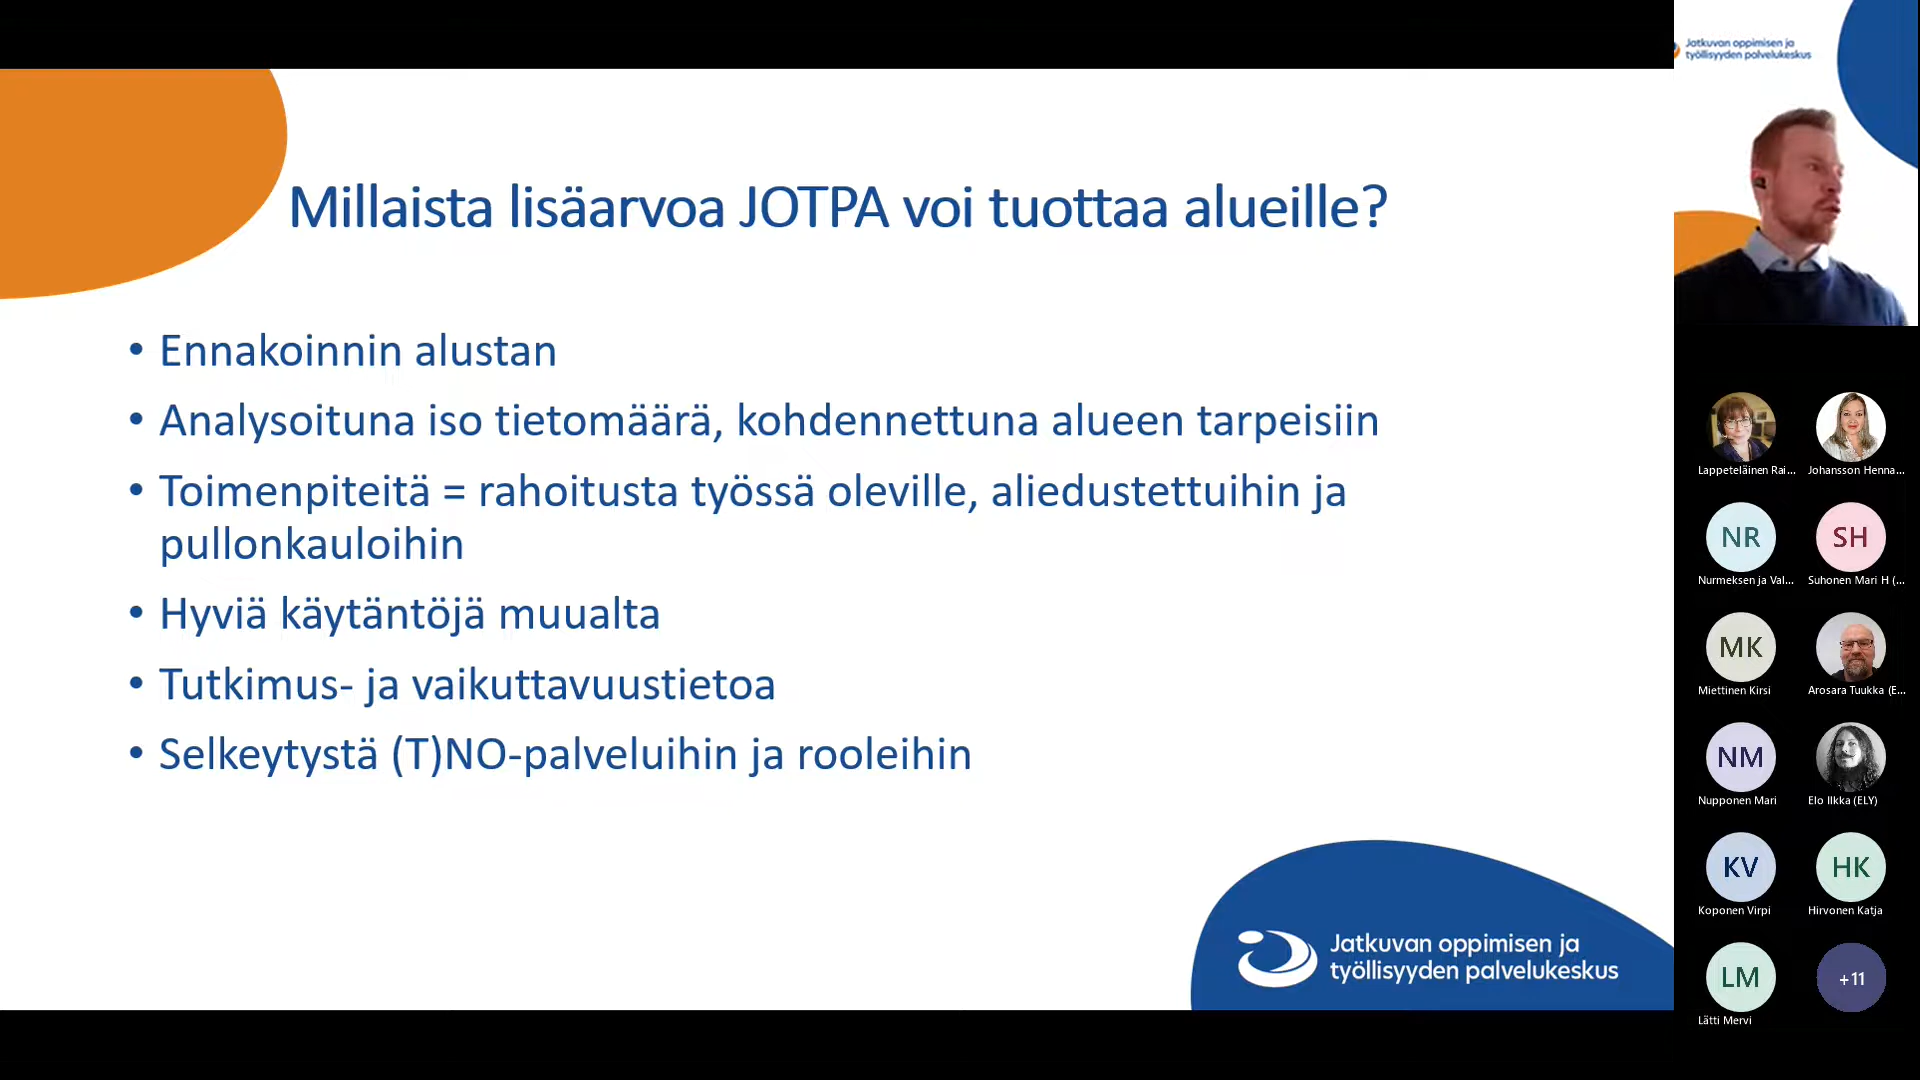 Millaista lisäarvoa JOTPA voi tuottaa alueille?
• Ennakoinnin alustan
• Analysoituna iso tietomäärä, kohdennettuna alueen tarpeisiin
• Toimenpiteitä = rahoitusta työssä oleville, aliedustettuihin ja
pullonkauloihin
• Hyviä käytäntöjä muualta
• Tutkimus- ja vaikuttavuustietoa
• Selkeytystä (T)NO-palveluihin ja rooleihin
Jatkuvan oppimisen ja
työllisyyden palvelukeskus
Jatkuvan oppimisen ja
työllisyyden palvelukeskus
Lappeteläinen Rai...
Johansson Henna...
NR
SH
Nurmeksen ja Val...
Suhonen Mari H (...
MK
Miettinen Kirsi
Arosara Tuukka (E...
NM
Nupponen Mari
Elo Ilkka (ELY)
KV
HK
Koponen Virpi
Hirvonen Katja
LM
+11
Lätti Mervi